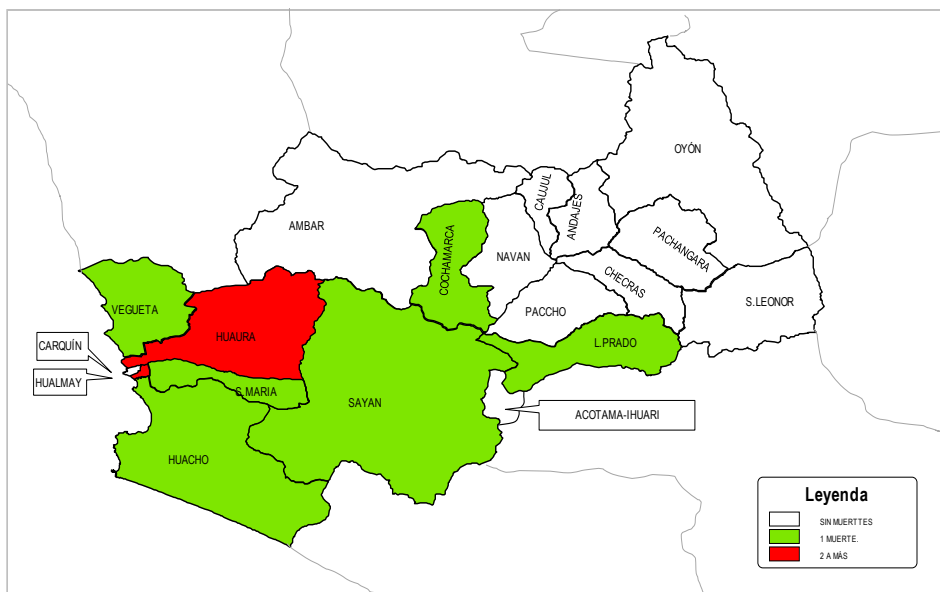 OYÓN
CAUJUL
ANDAJES
AMBAR
COCHAMARCA
NAVAN
PACHANGARA
CHECRAS
S.LEONOR
VEGUETA
PACCHO
HUAURA
L.PRADO
CARQUÍN
HUALMAY
S.MARIA
SAYAN
ACOTAMA-IHUARI
HUACHO
Leyenda
SIN MUERTTES
1 MUERTE.
2 A MÁS